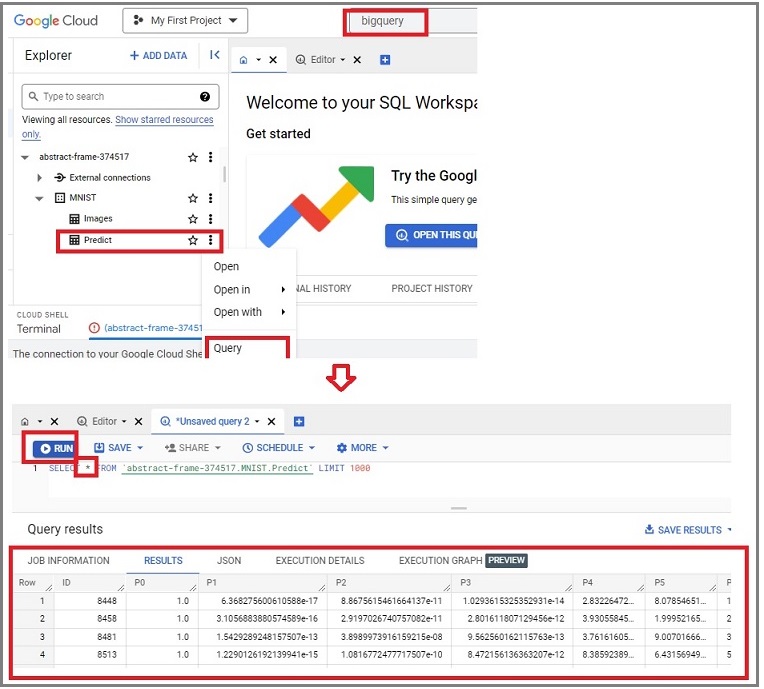 Google Cloud My First Project bigquery
Explorer + ADD DATA Editor
Type to search
Viewing all resources. Show starred resources
only.
Welcome to your SQL Workspa
Get started
abstract-frame-374517
External connections
MNIST
Images
Predict
Try the Googl
This simple query ge
OPEN THIS QU
Open
Open in
Open with
Query
NAL HISTORY PROJECT HISTORY
CLOUD SHELL
Terminal (abstract-frame-37451
The connection to your Google Cloud She
Editor *Unsaved query 2
RUN SAVE SHARE SCHEDULE MORE
1 SELECT * FROM `abstract-frame-374517.MNIST.Predict` LIMIT 1000
Query results SAVE RESULTS
JOB INFORMATION RESULTS JSON EXECUTION DETAILS EXECUTION GRAPH PREVIEW
Row ID P0 P1 P2 P3 P4 P5 P
1 8448 1.0 6.368275600610588e-17 8.8675615461664137e-11 1.0293615325352931e-14 2.83226472... 8.07854651... 1
2 8458 1.0 3.1056883880574589e-16 2.9197026740757082e-11 2.801611807129456e-12 3.93055845... 1.99952165... 2
3 8481 1.0 1.5429289248157507e-13 3.8989973916159215e-08 9.562560162115763e-13 3.76161605... 9.00701666... 3
4 8513 1.0 1.2290126192139941e-15 1.0816772477717507e-10 8.472156136363207e-12 8.38592389... 6.43156949... 5